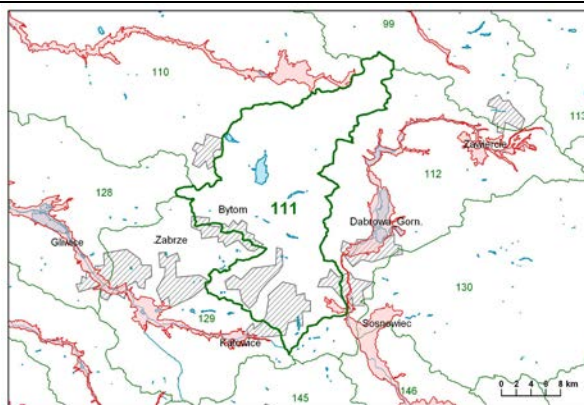 99
110
113
Zawiercie
112
128
Bytom
111
Dabrowa Gorn.
Gliwice
Zabrze
130
129
Sosnowiec
Katowice
145
146
0 2 4 6 8 km